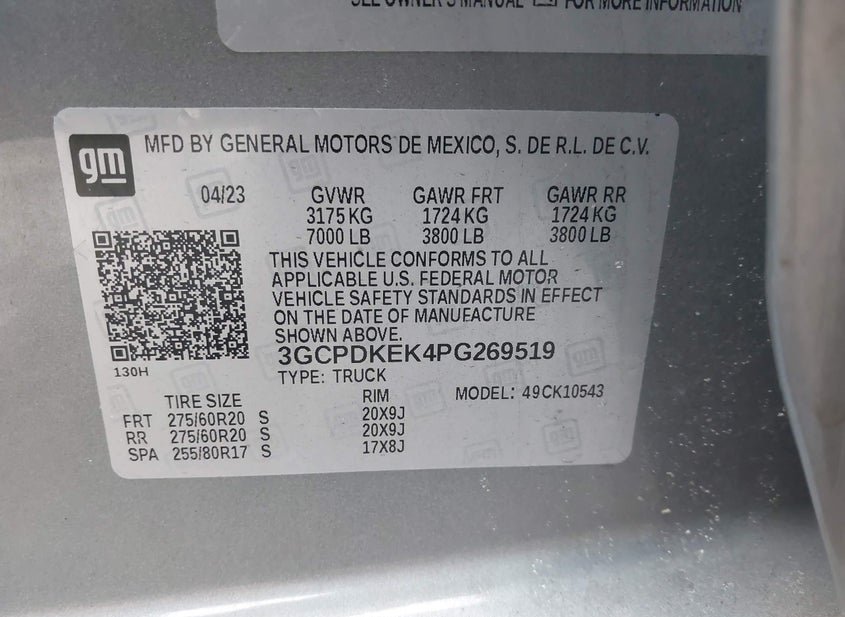 SEE OWNER'S MANUAL FOR MORE INFORMATION
gm
MFD BY GENERAL MOTORS DE MEXICO, S. DE R.L. DE C.V.
04/23 GVWR GAWR FRT GAWR RR
3175 KG 1724 KG 1724 KG
7000 LB 3800 LB 3800 LB
THIS VEHICLE CONFORMS TO ALL
APPLICABLE U.S. FEDERAL MOTOR
VEHICLE SAFETY STANDARDS IN EFFECT
ON THE DATE OF MANUFACTURE
SHOWN ABOVE.
3GCPDKEK4PG269519
130H
TYPE: TRUCK MODEL: 49CK10543
TIRE SIZE RIM
FRT 275/60R20 S 20X9J
RR 275/60R20 S 20X9J
SPA 255/80R17 S 17X8J